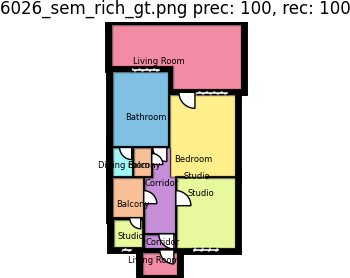 6026_sem_rich_gt.png prec: 100, rec: 100
Living Room
Bathroom
Bedroom
Dining Room
Balcony
Studio
Corridor
Studio
Balcony
Studio
Corridor
Living Room